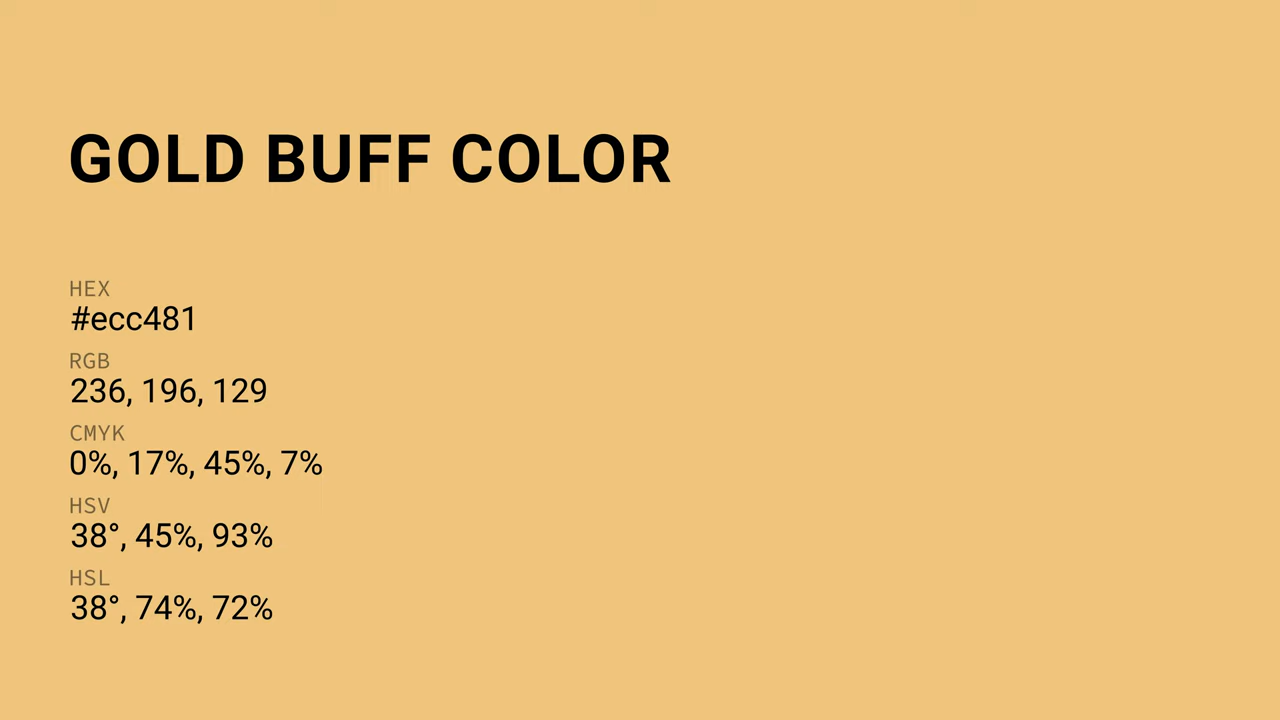 GOLD BUFF COLOR
HEX
#ecc481
RGB
236, 196, 129
CMYK
0%, 17%, 45%, 7%
HSV
38°, 45%, 93%
HSL
38°, 74%, 72%